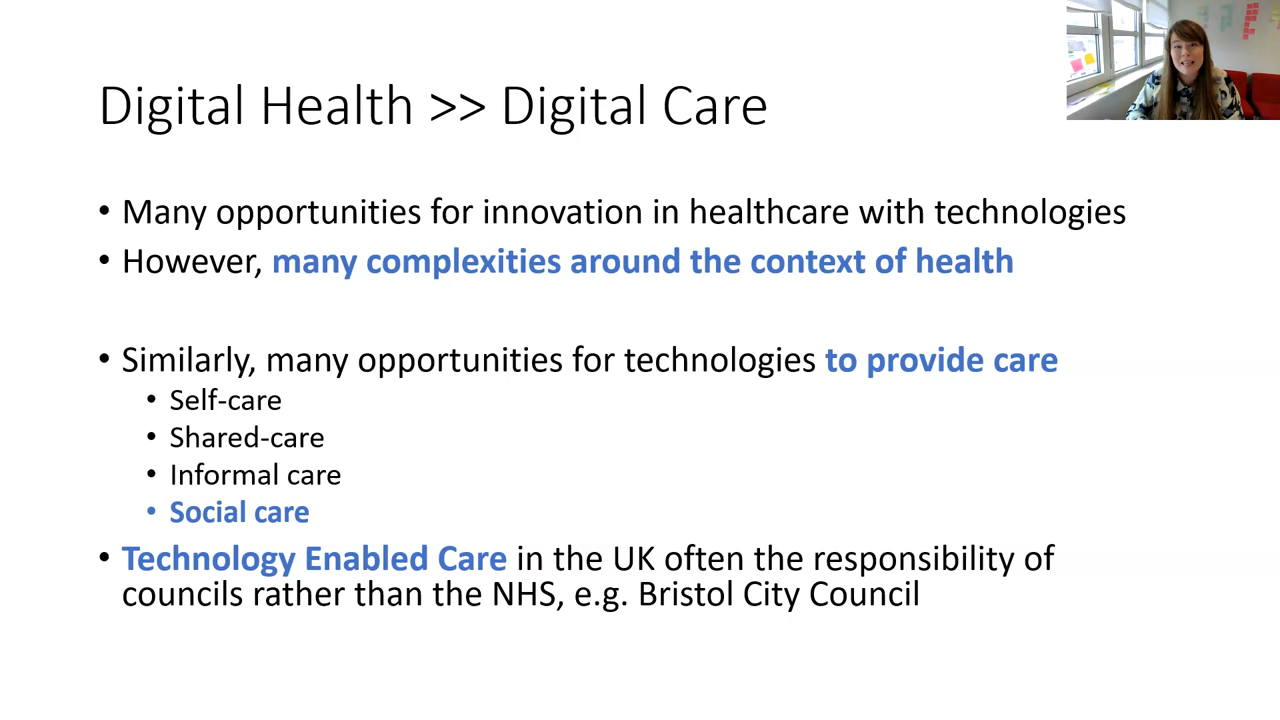 Digital Health >> Digital Care
• Many opportunities for innovation in healthcare with technologies
• However, many complexities around the context of health
• Similarly, many opportunities for technologies to provide care
• Self-care
• Shared-care
• Informal care
• Social care
• Technology Enabled Care in the UK often the responsibility of
councils rather than the NHS, e.g. Bristol City Council